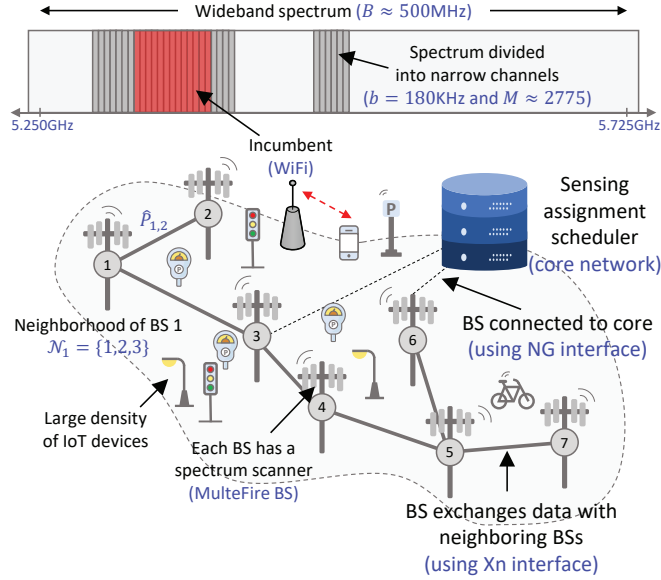 Wideband spectrum (B ≈ 500MHz)
Spectrum divided
into narrow channels
(b = 180KHz and M ≈ 2775)
5.250GHz
5.725GHz
Incumbent
(WiFi)
P̂1,2
2
1
P
Sensing
assignment
scheduler
(core network)
P
Neighborhood of BS 1
𝒩1 = {1,2,3}
3
P
P
6
BS connected to core
(using NG interface)
Large density
of IoT devices
Each BS has a
spectrum scanner
(MulteFire BS)
4
5
7
BS exchanges data with
neighboring BSs
(using Xn interface)